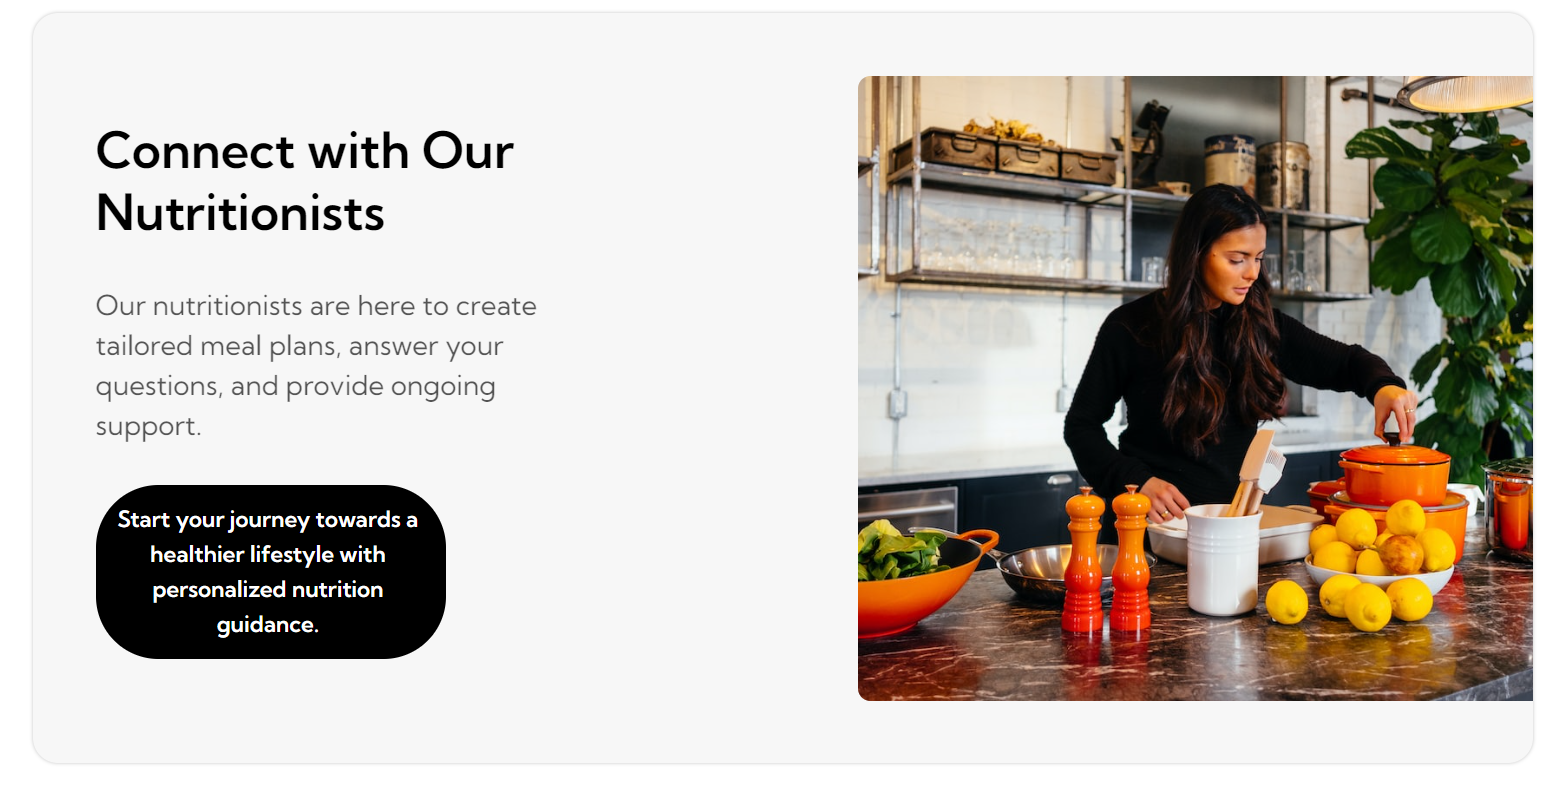 Connect with Our
Nutritionists
Our nutritionists are here to create
tailored meal plans, answer your
questions, and provide ongoing
support.
Start your journey towards a
healthier lifestyle with
personalized nutrition
guidance.